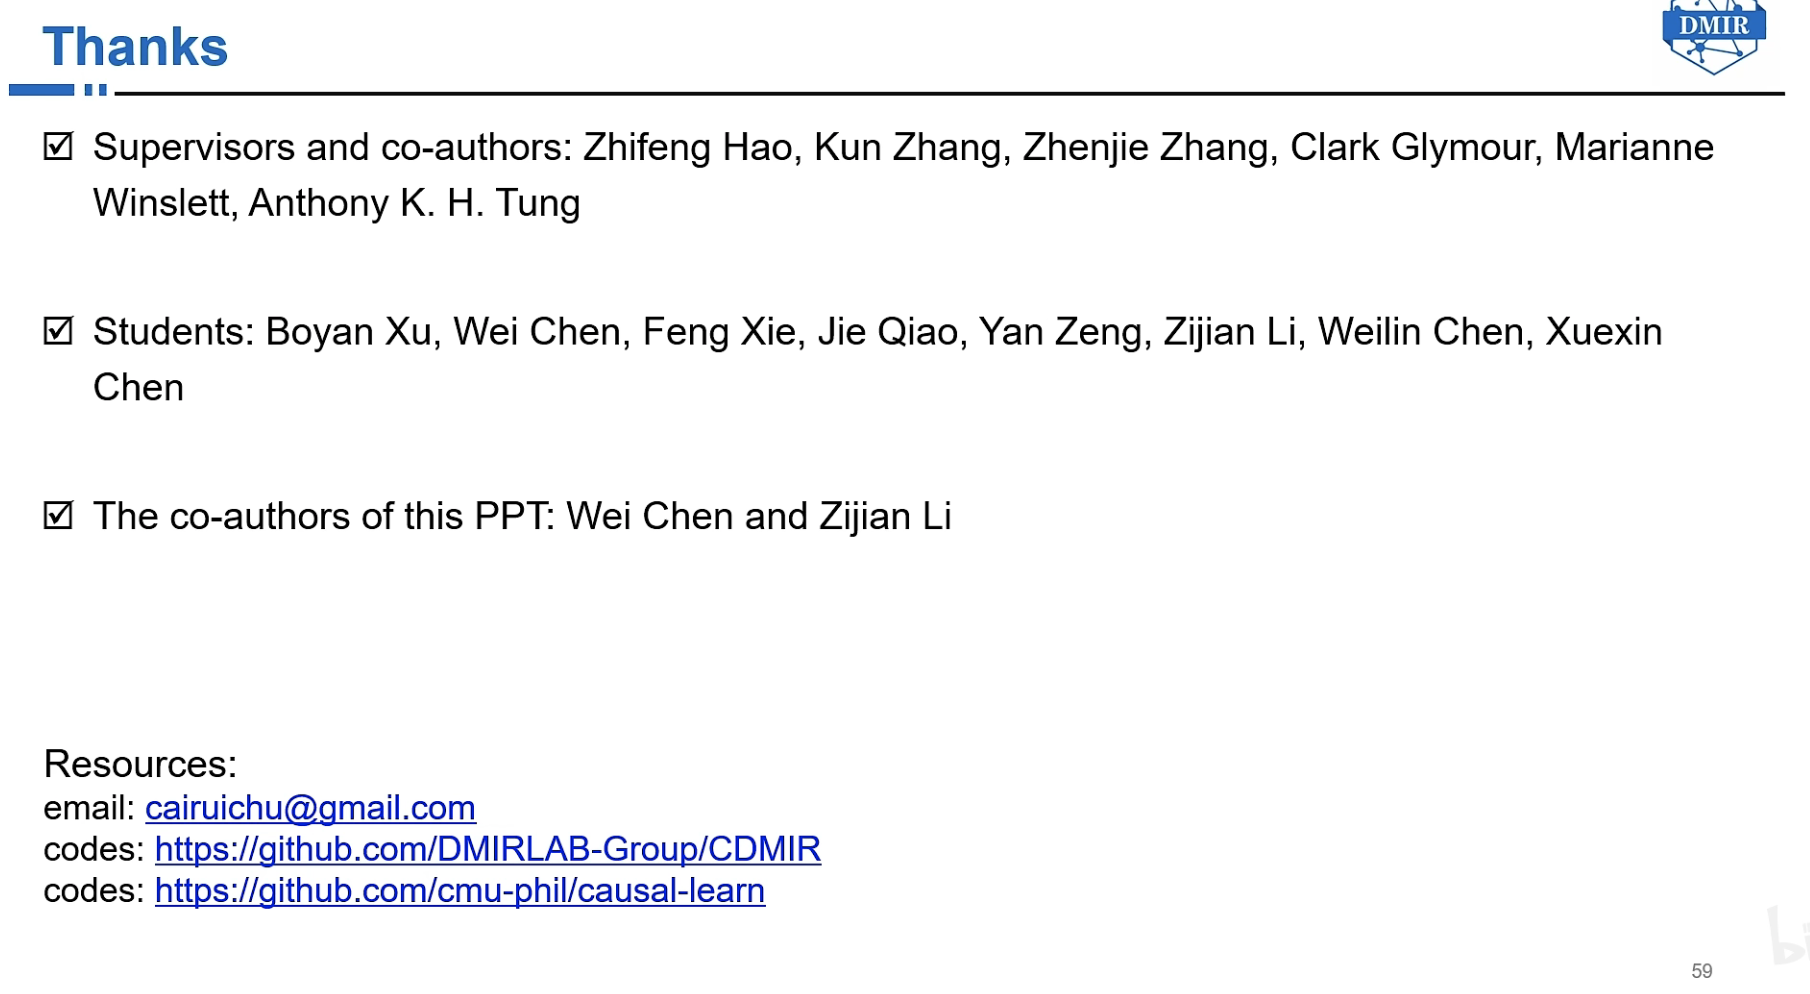 Thanks
DMIR
Supervisors and co-authors: Zhifeng Hao, Kun Zhang, Zhenjie Zhang, Clark Glymour, Marianne
Winslett, Anthony K. H. Tung
Students: Boyan Xu, Wei Chen, Feng Xie, Jie Qiao, Yan Zeng, Zijian Li, Weilin Chen, Xuexin
Chen
The co-authors of this PPT: Wei Chen and Zijian Li
Resources:
email: cairuichu@gmail.com
codes: https://github.com/DMIRLAB-Group/CDMIR
codes: https://github.com/cmu-phil/causal-learn
59